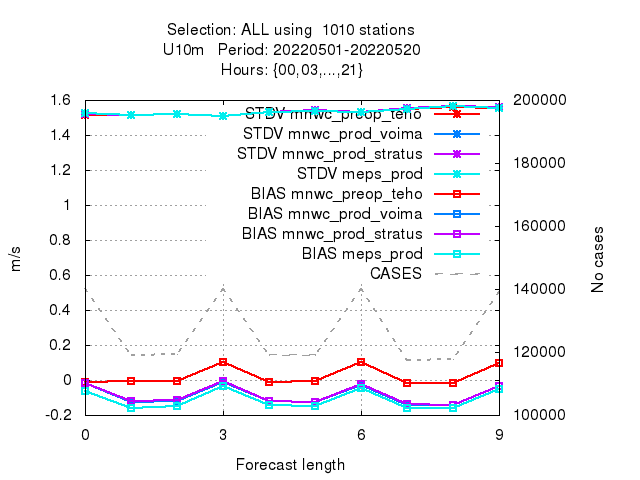 Selection: ALL using  1010 stations
U10m   Period: 20220501-20220520
Hours: {00,03,...,21}
1.6
1.4
1.2
1
0.8
0.6
0.4
0.2
0
-0.2
m/s
200000
180000
160000
140000
120000
100000
No cases
STDV mnwc_preop_teho
STDV mnwc_prod_voima
STDV mnwc_prod_stratus
STDV meps_prod
BIAS mnwc_preop_teho
BIAS mnwc_prod_voima
BIAS mnwc_prod_stratus
BIAS meps_prod
CASES
0
3
6
9
Forecast length